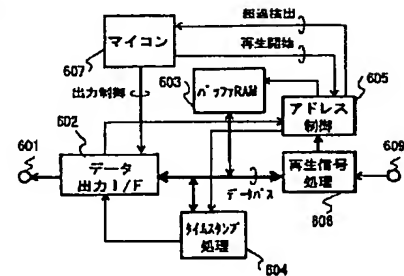 超過検出
再生開始
マイコン
607
603
605
出力制御
バッファRAM
アドレス
制御
602
601
609
データ
出力I/F
再生信号
処理
データバス
608
タイムスタンプ
処理
604